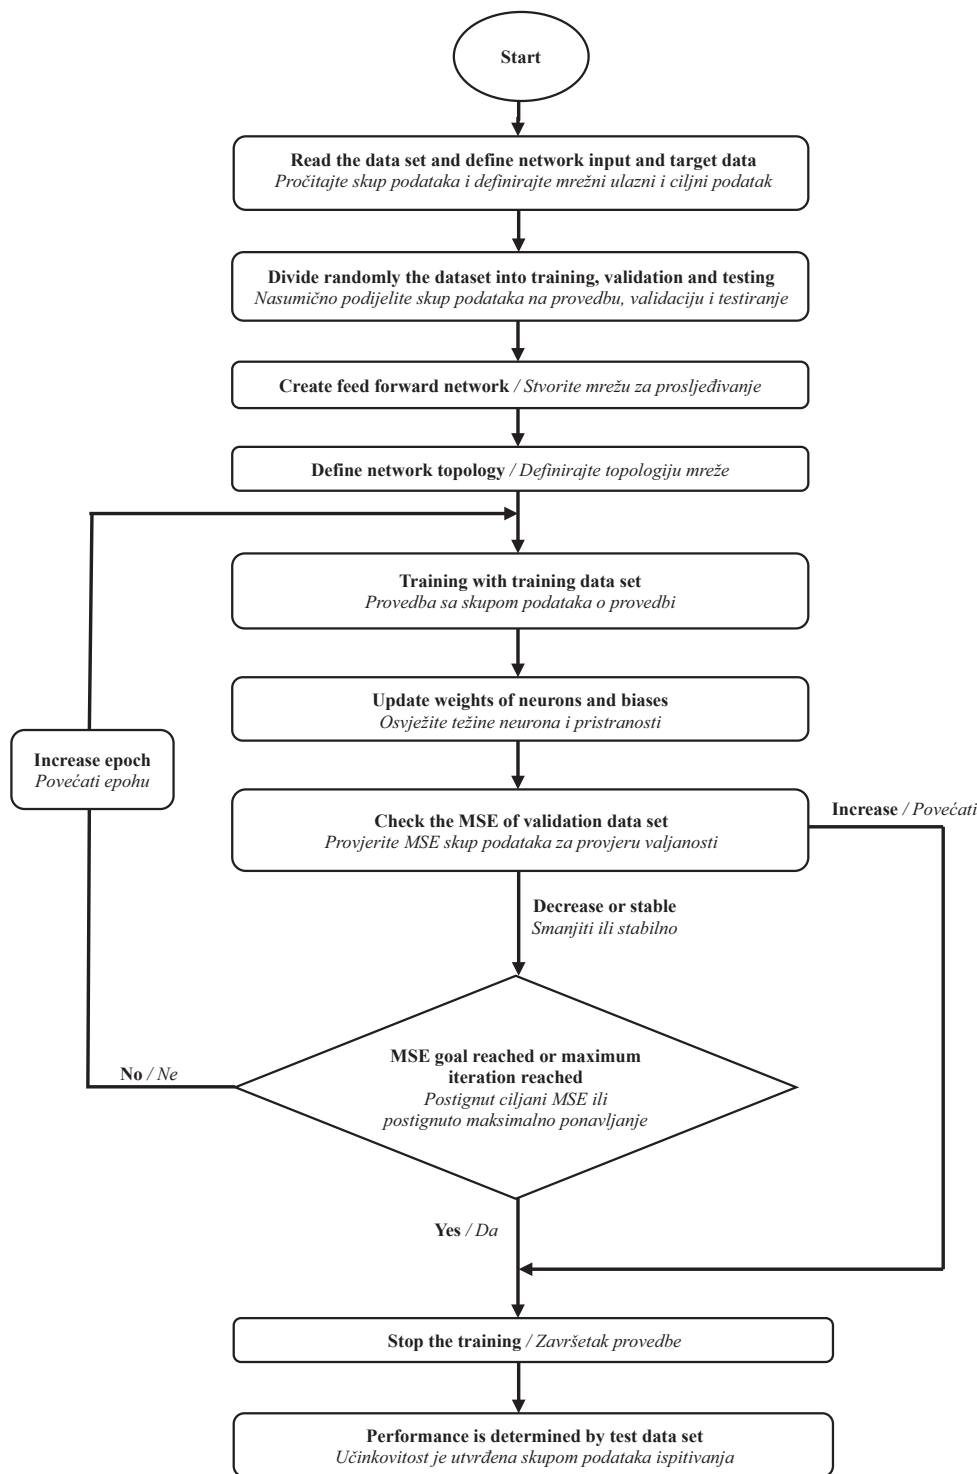 Start
Read the data set and define network input and target data
Pročitajte skup podataka i definirajte mrežni ulazni i ciljni podatak
Divide randomly the dataset into training, validation and testing
Nasumično podijelite skup podataka na provedbu, validaciju i testiranje
Create feed forward network / Stvorite mrežu za prosljeđivanje
Define network topology / Definirajte topologiju mreže
Training with training data set
Provedba sa skupom podataka o provedbi
Update weights of neurons and biases
Osvježite težine neurona i pristranosti
Increase epoch
Povećati epohu
Check the MSE of validation data set
Provjerite MSE skup podataka za provjeru valjanosti
Increase / Povećati
Decrease or stable
Smanjiti ili stabilno
MSE goal reached or maximum
iteration reached
Postignut ciljani MSE ili
postignuto maksimalno ponavljanje
No / Ne
Yes / Da
Stop the training / Završetak provedbe
Performance is determined by test data set
Učinkovitost je utvrđena skupom podataka ispitivanja